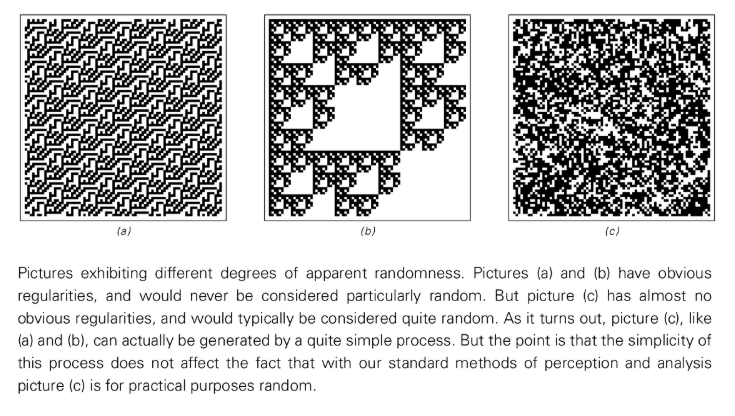 (a)
(b)
(c)
Pictures exhibiting different degrees of apparent randomness. Pictures (a) and (b) have obvious
regularities, and would never be considered particularly random. But picture (c) has almost no
obvious regularities, and would typically be considered quite random. As it turns out, picture (c), like
(a) and (b), can actually be generated by a quite simple process. But the point is that the simplicity of
this process does not affect the fact that with our standard methods of perception and analysis
picture (c) is for practical purposes random.